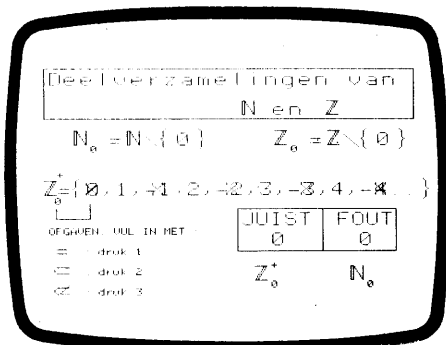 Deelverzamelingen van
N en Z
ℕ₀ = ℕ \ { 0 }    ℤ₀ = ℤ \ { 0 }
ℤ₀⁺ = { 0, 1, -1, 2, -2, 3, -3, 4, -4... }
OPGAVEN. VUL IN MET :
= : druk 1
⊂ : druk 2
⊄ : druk 3
JUIST FOUT
0 0
ℤ₀⁺ ℕ₀